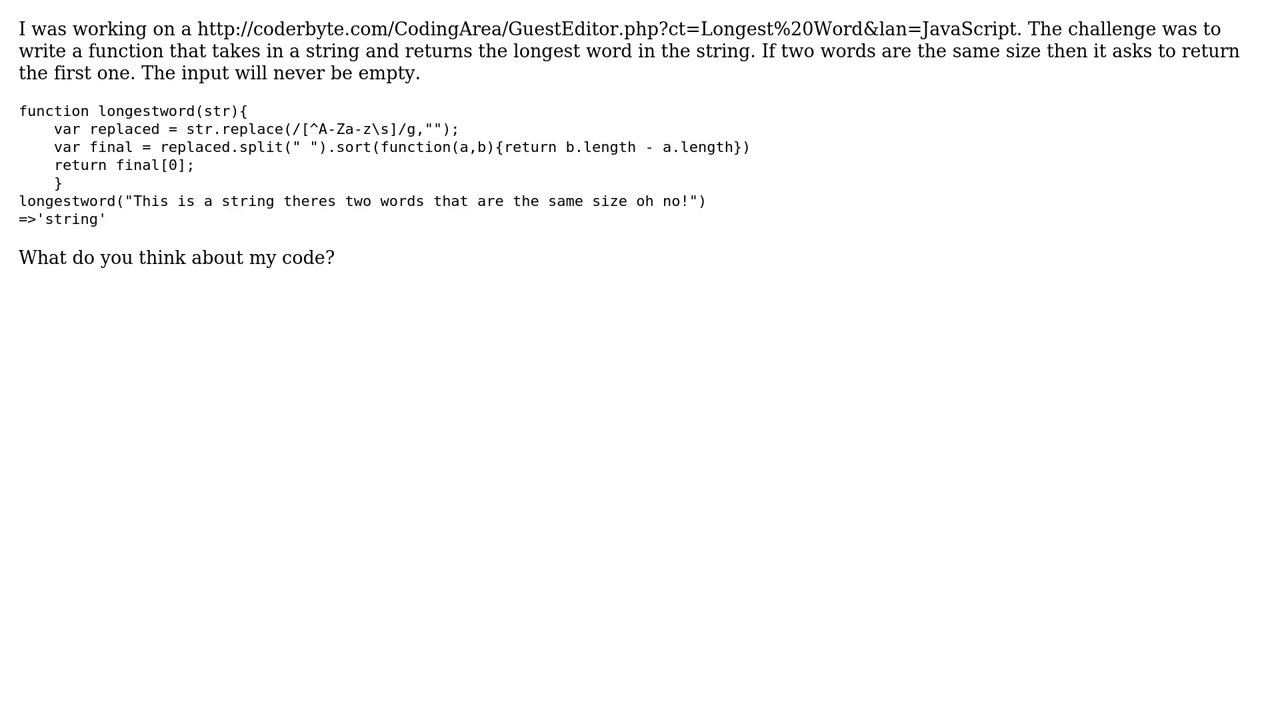 I was working on a http://coderbyte.com/CodingArea/GuestEditor.php?ct=Longest%20Word&lan=JavaScript. The challenge was to
write a function that takes in a string and returns the longest word in the string. If two words are the same size then it asks to return
the first one. The input will never be empty.
function longestword(str){
    var replaced = str.replace(/[^A-Za-z\s]/g,"");
    var final = replaced.split(" ").sort(function(a,b){return b.length - a.length})
    return final[0];
    }
longestword("This is a string theres two words that are the same size oh no!")
=>'string'
What do you think about my code?